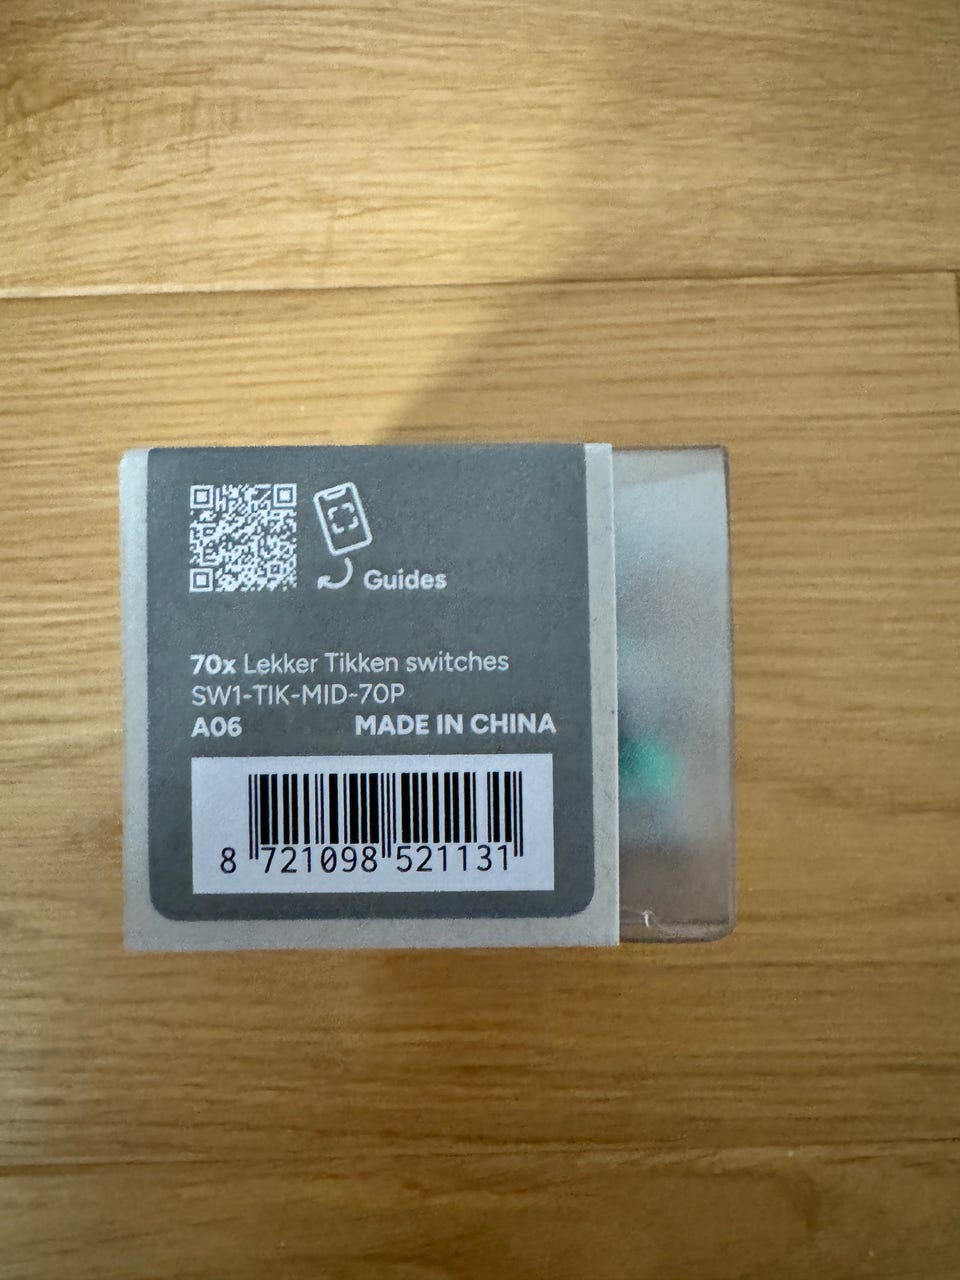 Guides
70x Lekker Tikken switches
SW1-TIK-MID-70P
A06 MADE IN CHINA
8 721098 521131